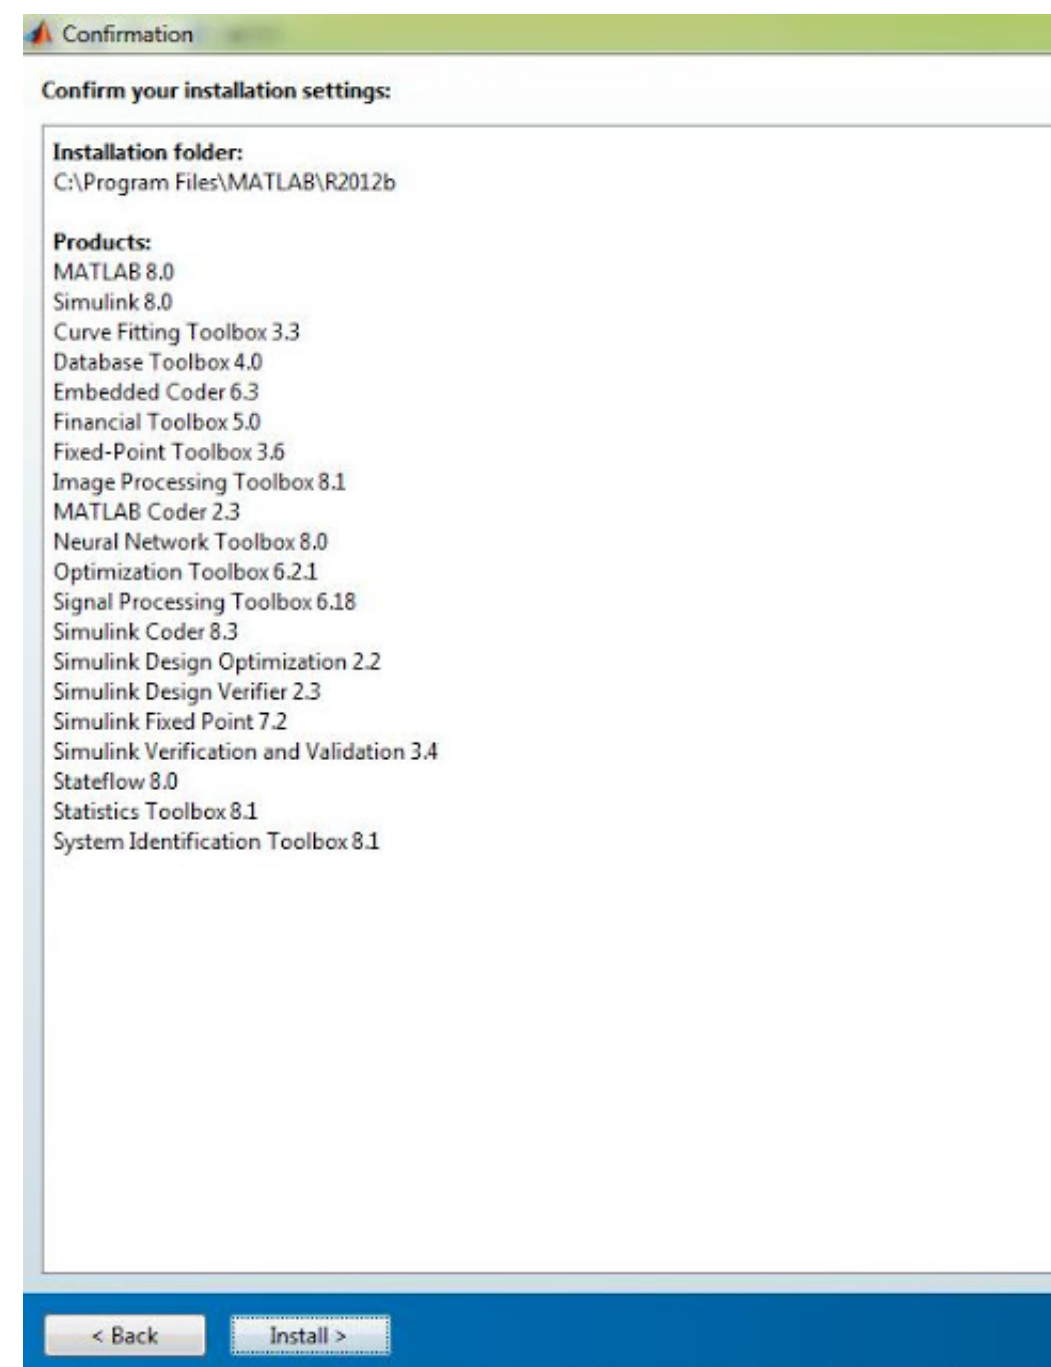 Confirmation
Confirm your installation settings:
Installation folder:
C:\Program Files\MATLAB\R2012b
Products:
MATLAB 8.0
Simulink 8.0
Curve Fitting Toolbox 3.3
Database Toolbox 4.0
Embedded Coder 6.3
Financial Toolbox 5.0
Fixed-Point Toolbox 3.6
Image Processing Toolbox 8.1
MATLAB Coder 2.3
Neural Network Toolbox 8.0
Optimization Toolbox 6.2.1
Signal Processing Toolbox 6.18
Simulink Coder 8.3
Simulink Design Optimization 2.2
Simulink Design Verifier 2.3
Simulink Fixed Point 7.2
Simulink Verification and Validation 3.4
Stateflow 8.0
Statistics Toolbox 8.1
System Identification Toolbox 8.1
< Back Install >